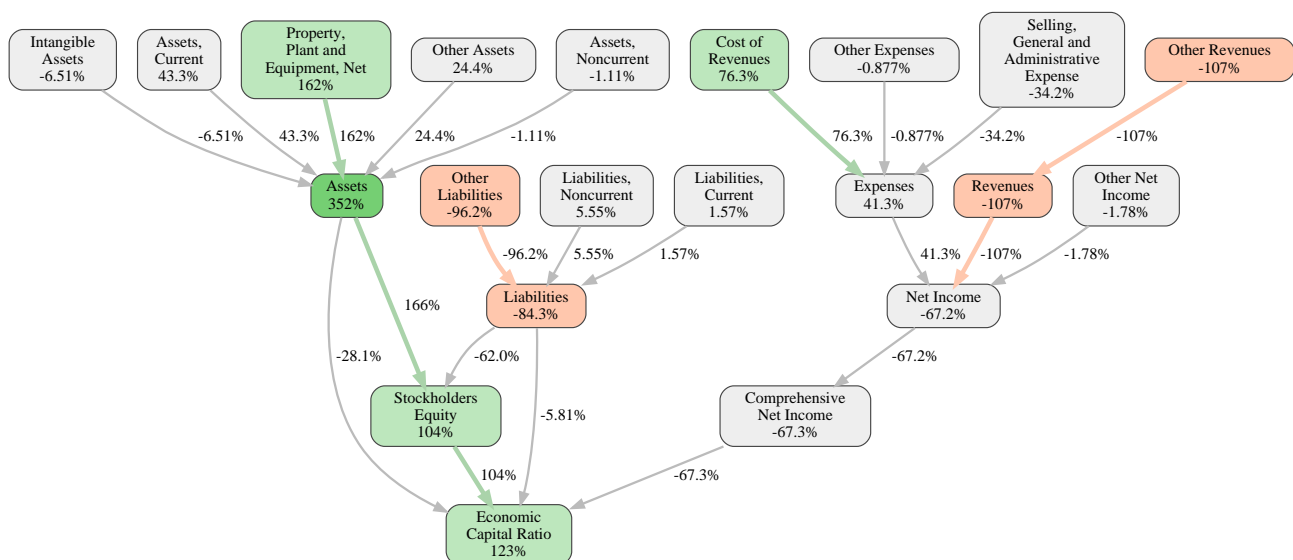 Intangible
Assets
-6.51%
Assets,
Current
43.3%
Property,
Plant and
Equipment, Net
162%
Other Assets
24.4%
Assets,
Noncurrent
-1.11%
Cost of
Revenues
76.3%
Other Expenses
-0.877%
Selling,
General and
Administrative
Expense
-34.2%
Other Revenues
-107%
-6.51%
43.3%
162%
24.4%
-1.11%
76.3%
-0.877%
-34.2%
-107%
Assets
352%
Other
Liabilities
-96.2%
Liabilities,
Noncurrent
5.55%
Liabilities,
Current
1.57%
Expenses
41.3%
Revenues
-107%
Other Net
Income
-1.78%
-96.2%
5.55%
1.57%
41.3%
-107%
-1.78%
166%
Liabilities
-84.3%
Net Income
-67.2%
-28.1%
-62.0%
-67.2%
Stockholders
Equity
104%
-5.81%
Comprehensive
Net Income
-67.3%
104%
-67.3%
Economic
Capital Ratio
123%